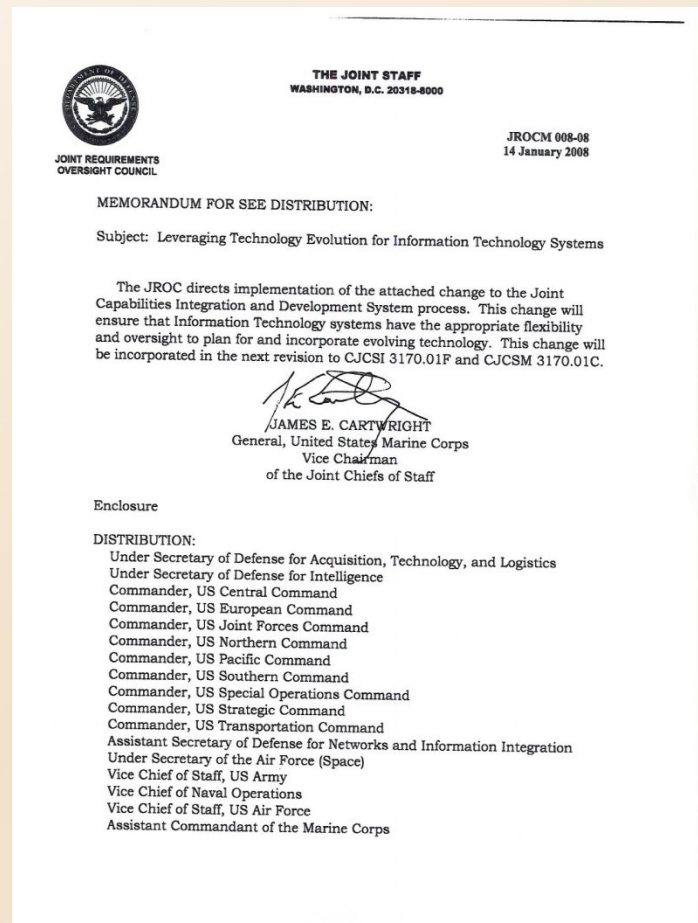 THE JOINT STAFF
WASHINGTON, D.C. 20318-8000
JOINT REQUIREMENTS
OVERSIGHT COUNCIL
JROCM 008-08
14 January 2008
MEMORANDUM FOR SEE DISTRIBUTION:
Subject: Leveraging Technology Evolution for Information Technology Systems
The JROC directs implementation of the attached change to the Joint
Capabilities Integration and Development System process. This change will
ensure that Information Technology systems have the appropriate flexibility
and oversight to plan for and incorporate evolving technology. This change will
be incorporated in the next revision to CJCSI 3170.01F and CJCSM 3170.01C.
JAMES E. CARTWRIGHT
General, United States Marine Corps
Vice Chairman
of the Joint Chiefs of Staff
Enclosure
DISTRIBUTION:
Under Secretary of Defense for Acquisition, Technology, and Logistics
Under Secretary of Defense for Intelligence
Commander, US Central Command
Commander, US European Command
Commander, US Joint Forces Command
Commander, US Northern Command
Commander, US Pacific Command
Commander, US Southern Command
Commander, US Special Operations Command
Commander, US Strategic Command
Commander, US Transportation Command
Assistant Secretary of Defense for Networks and Information Integration
Under Secretary of the Air Force (Space)
Vice Chief of Staff, US Army
Vice Chief of Naval Operations
Vice Chief of Staff, US Air Force
Assistant Commandant of the Marine Corps